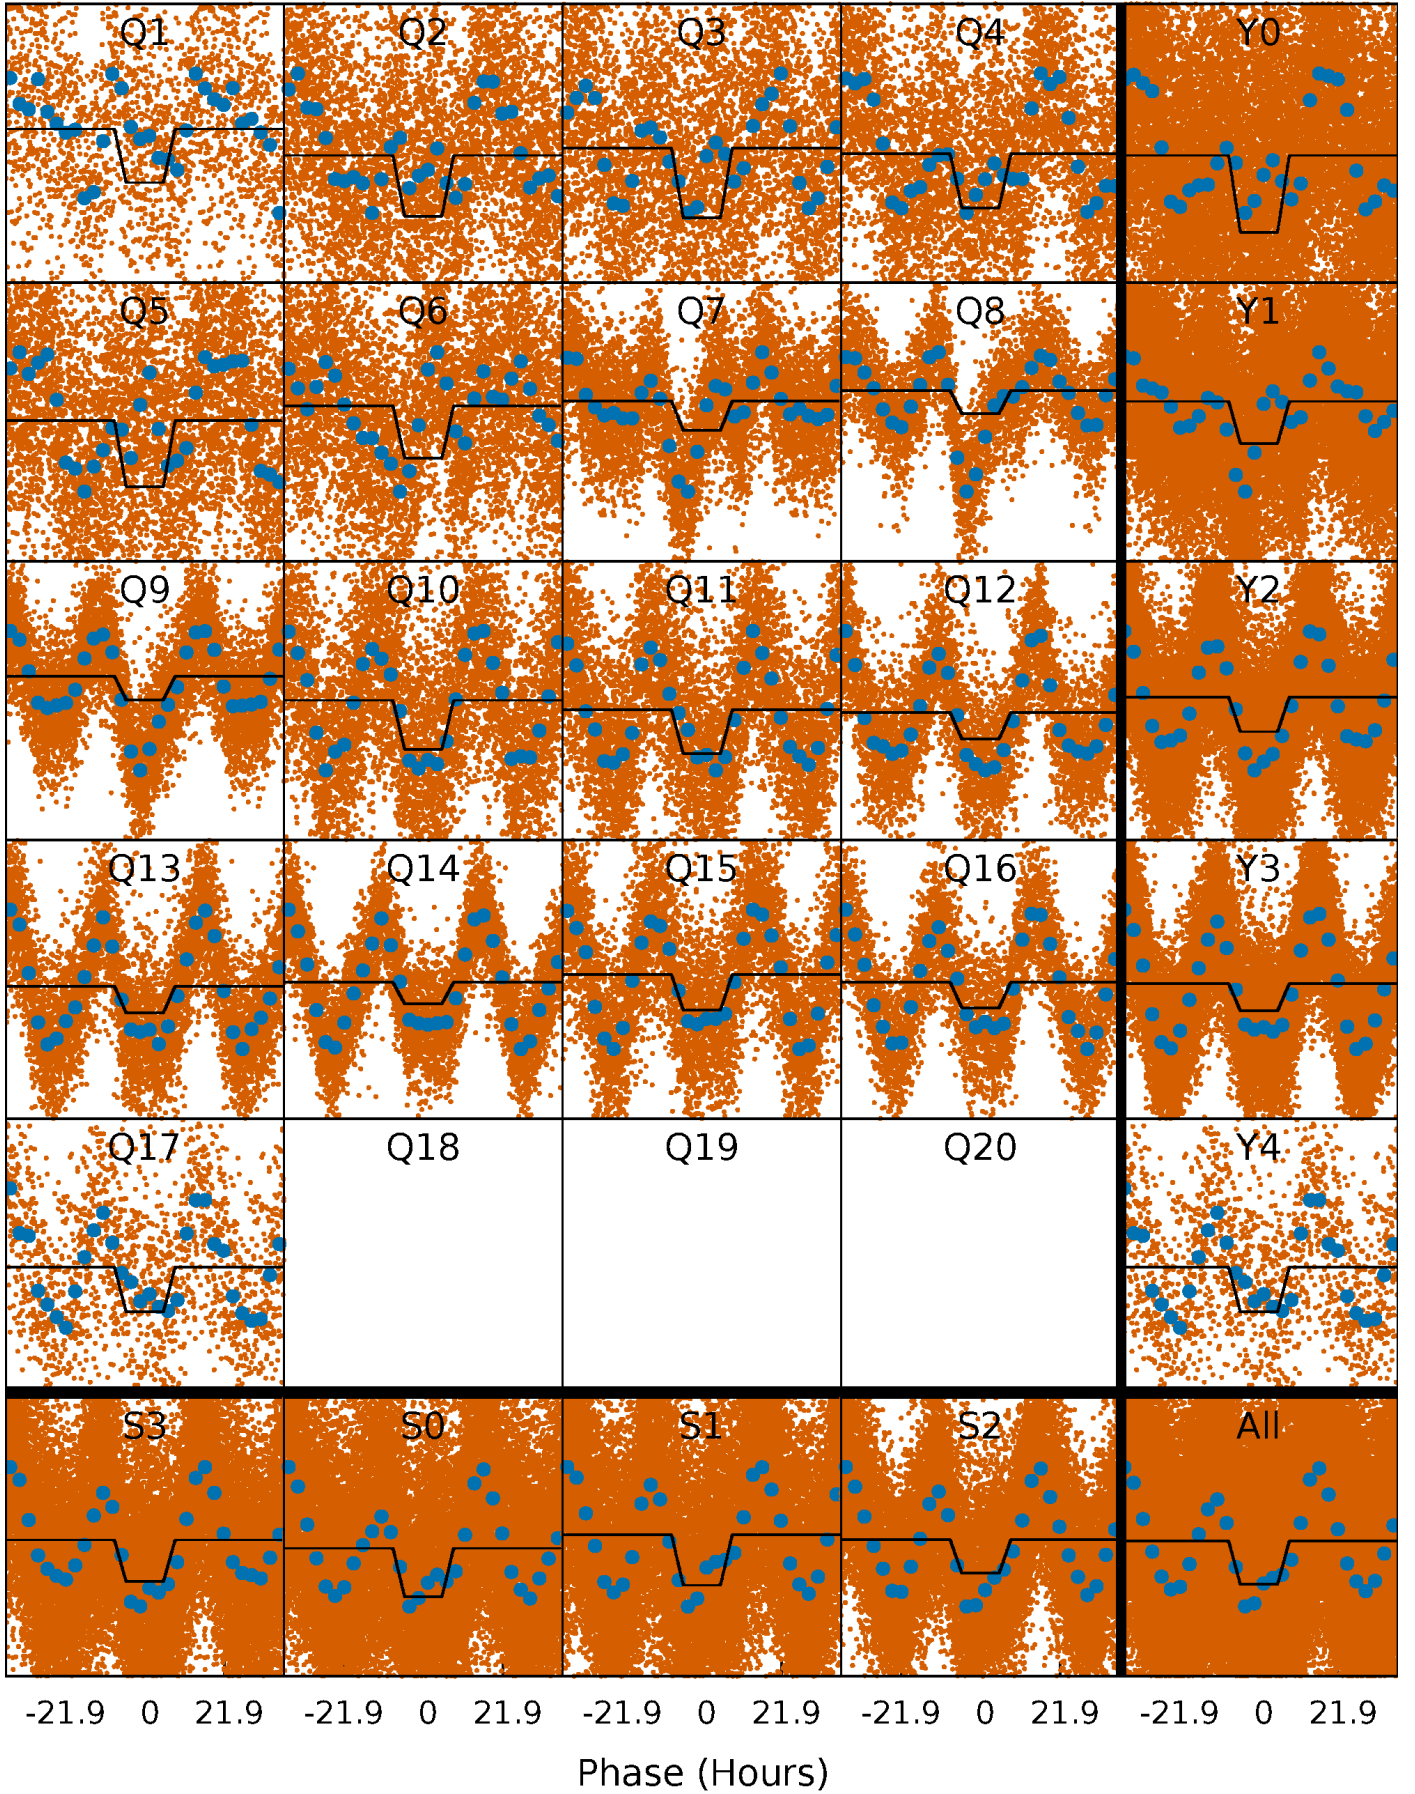 Q1 Q2 Q3 Q4 Y0
Q5 Q6 Q7 Q8 Y1
Q9 Q10 Q11 Q12 Y2
Q13 Q14 Q15 Q16 Y3
Q17 Q18 Q19 Q20 Y4
S3 S0 S1 S2 All
-21.9 0 21.9 -21.9 0 21.9 -21.9 0 21.9 -21.9 0 21.9 -21.9 0 21.9
Phase (Hours)